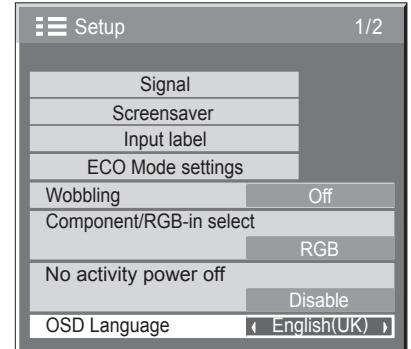 Setup 1/2
Signal
Screensaver
Input label
ECO Mode settings
Wobbling Off
Component/RGB-in select
RGB
No activity power off
Disable
OSD Language English(UK)